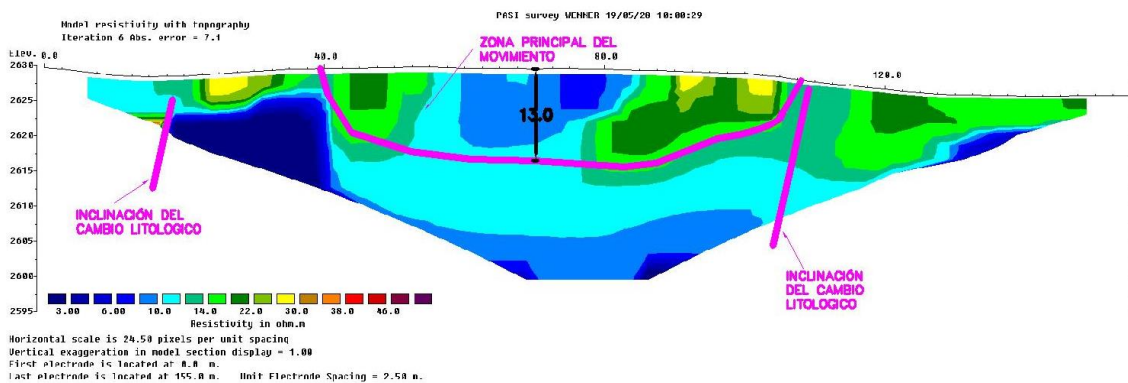 PASI survey WENNER 19/05/20 10:00:29
Model resistivity with topography
Iteration 6 Abs. error = 7.1
Elev.
0.0
40.0
80.0
120.0
ZONA PRINCIPAL DEL
MOVIMIENTO
2630
2625
2620
2615
2610
2605
2600
2595
13.0
INCLINACIÓN DEL
CAMBIO LITOLOGICO
INCLINACIÓN
DEL CAMBIO
LITOLOGICO
3.00 6.00 10.0 14.0 22.0 30.0 38.0 46.0
Resistivity in ohm.m
Horizontal scale is 24.50 pixels per unit spacing
Vertical exaggeration in model section display = 1.00
First electrode is located at 0.0 m.
Last electrode is located at 155.0 m. Unit Electrode Spacing = 2.50 m.